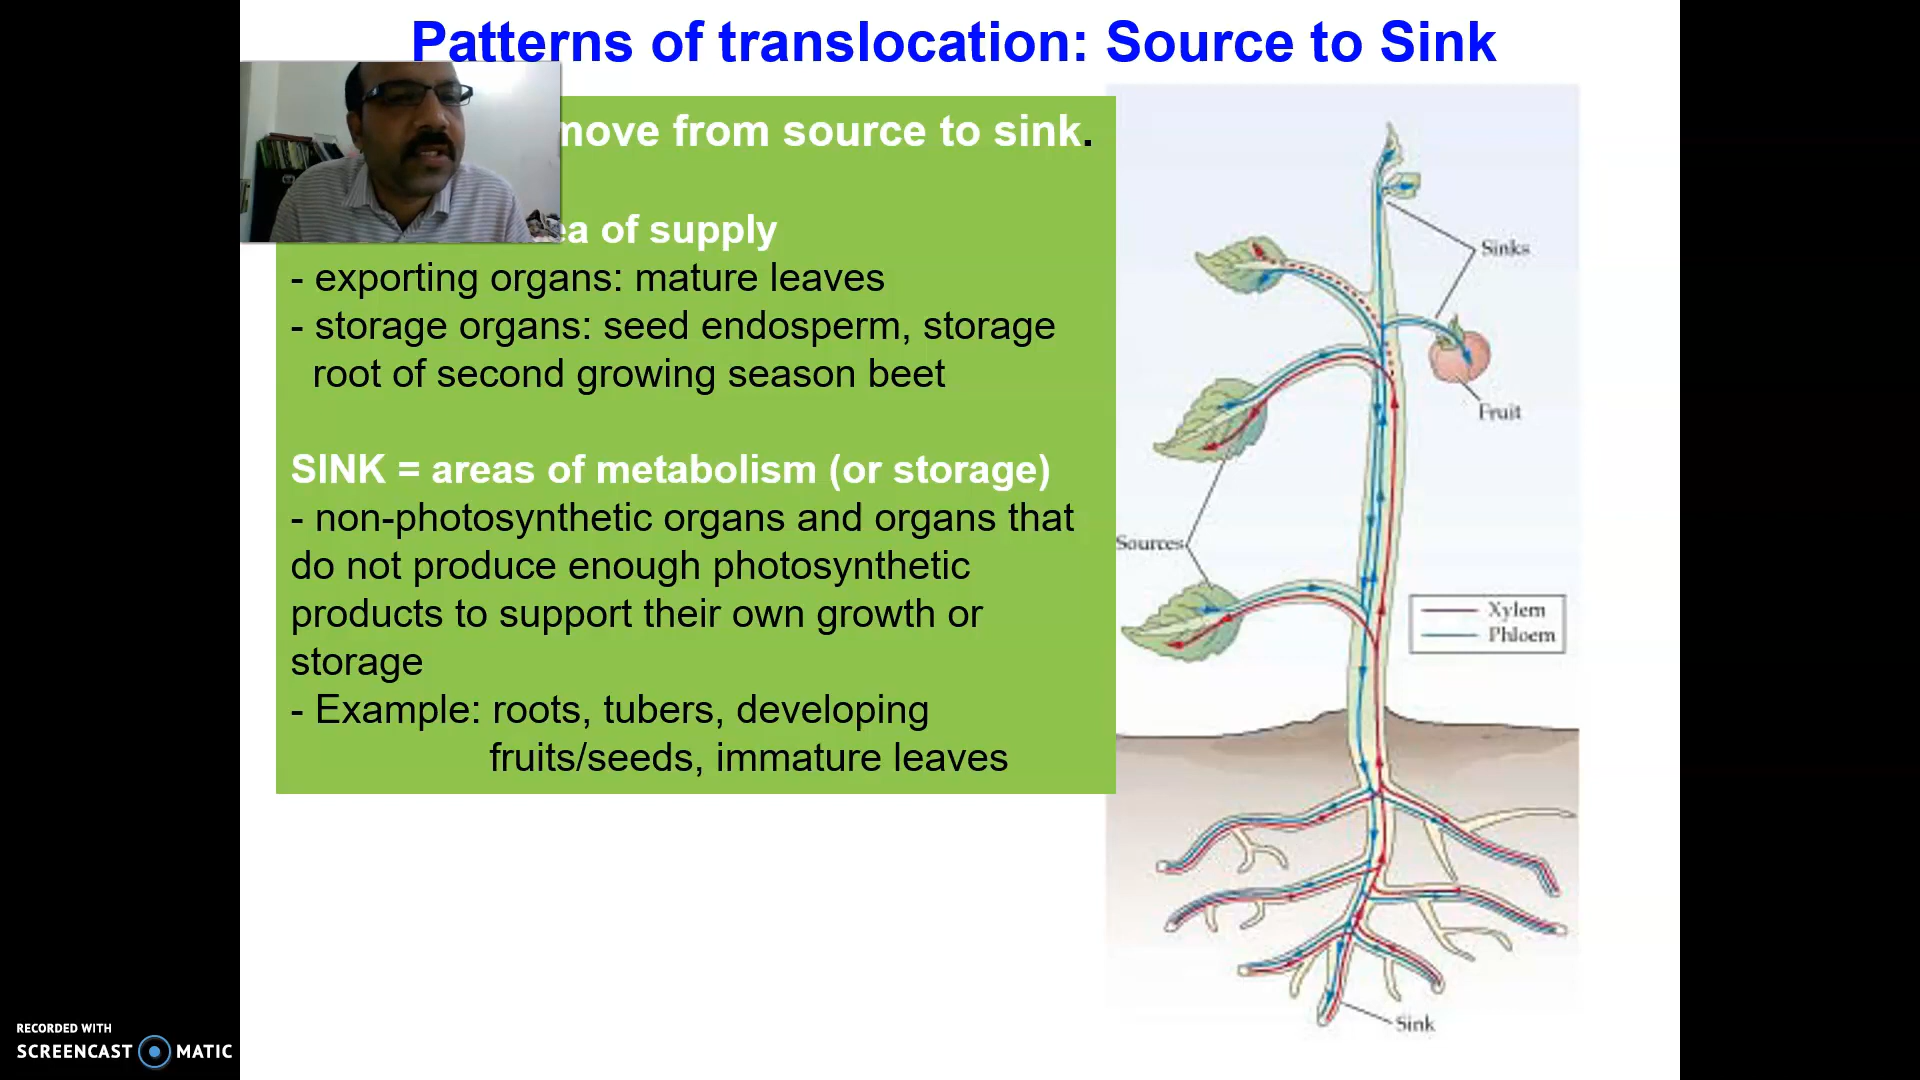 Patterns of translocation: Source to Sink
move from source to sink.
of supply
- exporting organs: mature leaves
- storage organs: seed endosperm, storage
root of second growing season beet
SINK = areas of metabolism (or storage)
- non-photosynthetic organs and organs that
do not produce enough photosynthetic
products to support their own growth or
storage
- Example: roots, tubers, developing
fruits/seeds, immature leaves
Sinks
Fruit
Sources
Xylem
Phloem
Sink
RECORDED WITH
SCREENCAST MATIC